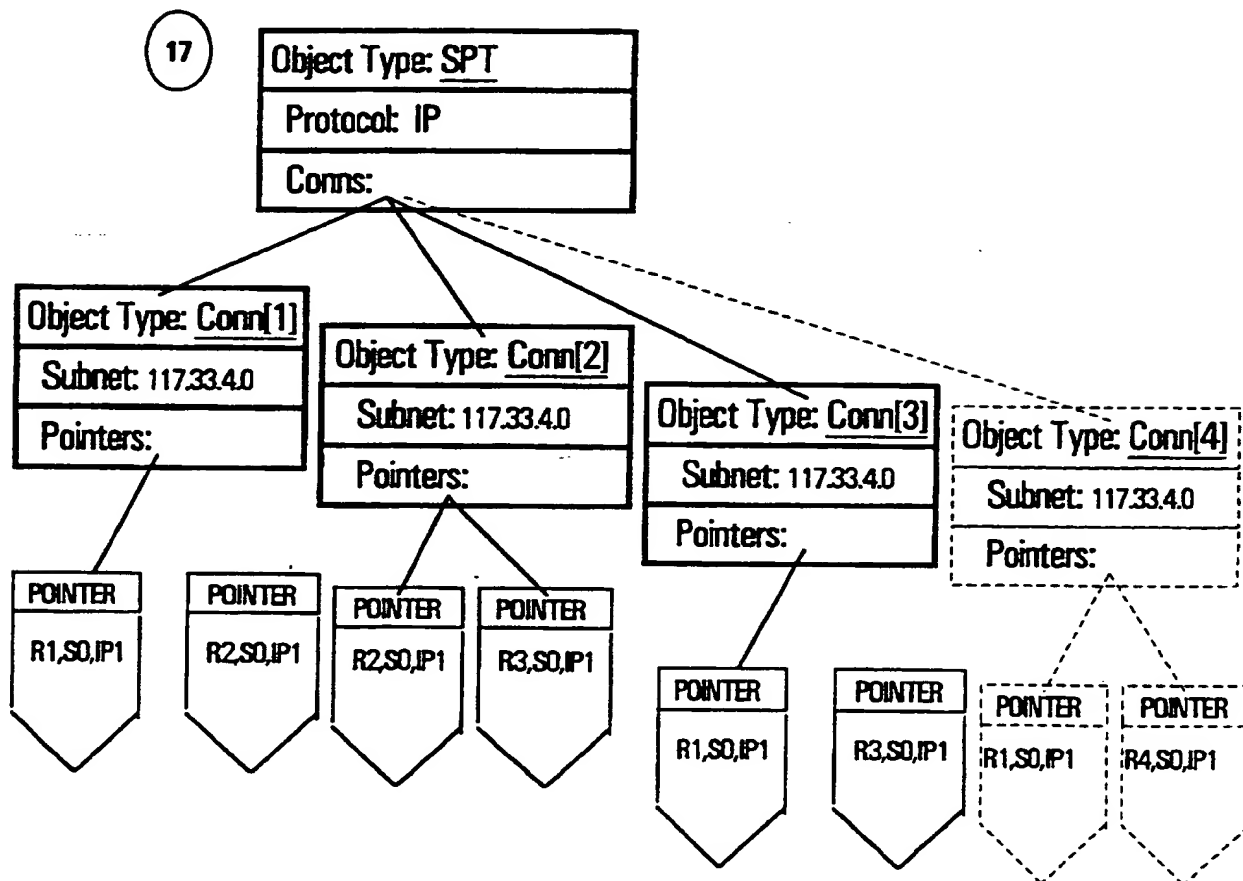 17
Object Type: SPT
Protocol: IP
Conns:
Object Type: Conn[1]
Subnet: 117.33.4.0
Pointers:
Object Type: Conn[2]
Subnet: 117.33.4.0
Pointers:
Object Type: Conn[3]
Subnet: 117.33.4.0
Pointers:
Object Type: Conn[4]
Subnet: 117.33.4.0
Pointers:
POINTER
R1,S0,IP1
POINTER
R2,S0,IP1
POINTER
R2,S0,IP1
POINTER
R3,S0,IP1
POINTER
R1,S0,IP1
POINTER
R3,S0,IP1
POINTER
R1,S0,IP1
POINTER
R4,S0,IP1